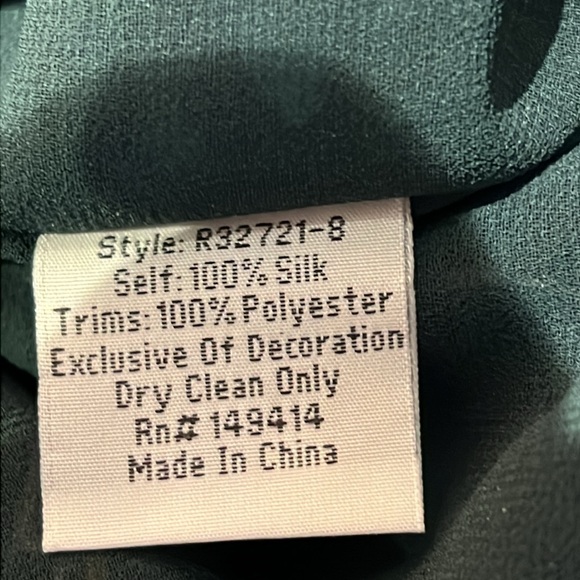 Style: R32721-8
Self: 100% Silk
Trims: 100% Polyester
Exclusive Of Decoration
Dry Clean Only
Rn# 149414
Made In China